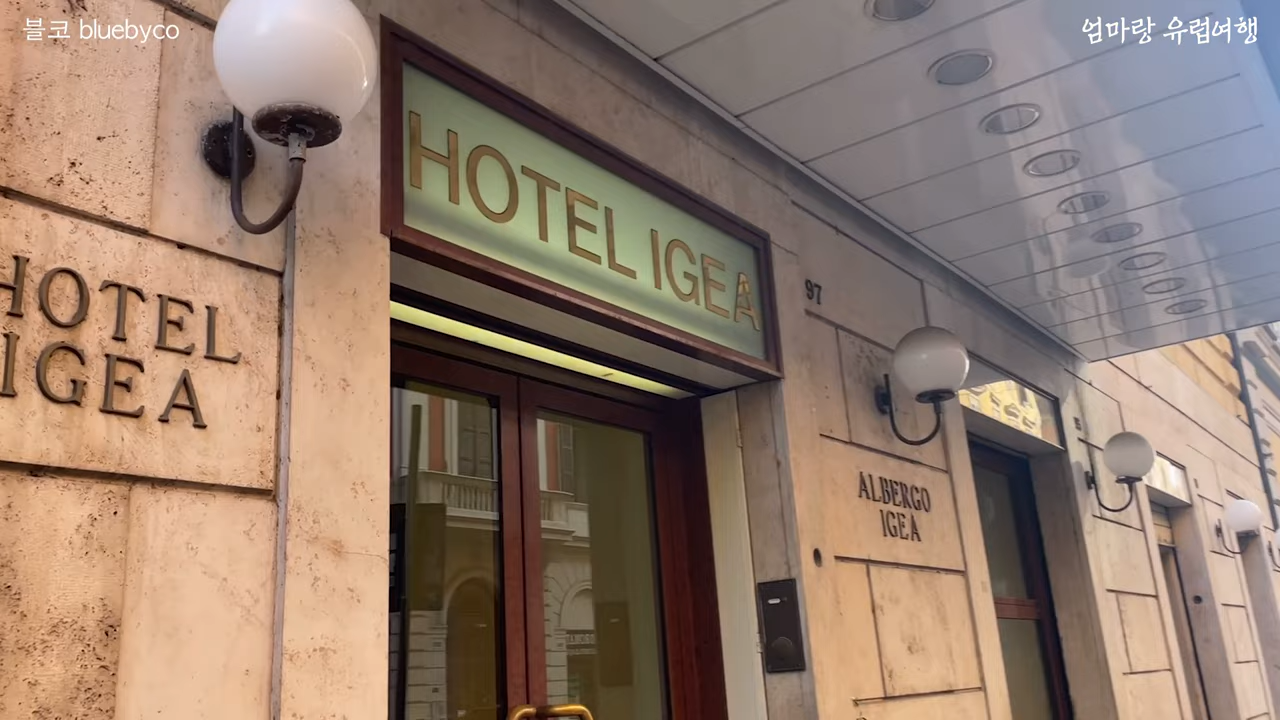 블코 bluebyco
엄마랑 유럽여행
HOTEL IGEA
97
HOTEL
IGEA
ALBERGO
IGEA